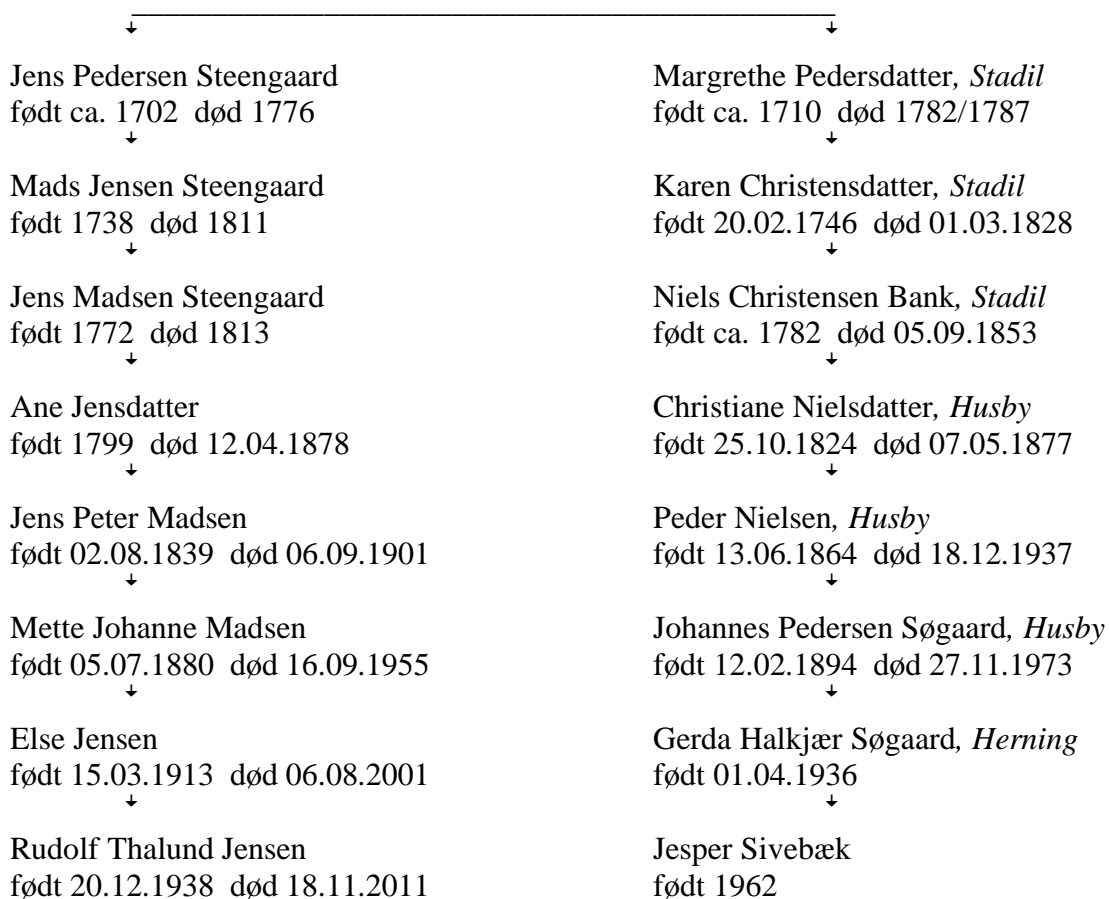 Jens Pedersen Steengaard
født ca. 1702 død 1776
Mads Jensen Steengaard
født 1738 død 1811
Jens Madsen Steengaard
født 1772 død 1813
Ane Jensdatter
født 1799 død 12.04.1878
Jens Peter Madsen
født 02.08.1839 død 06.09.1901
Mette Johanne Madsen
født 05.07.1880 død 16.09.1955
Else Jensen
født 15.03.1913 død 06.08.2001
Rudolf Thalund Jensen
født 20.12.1938 død 18.11.2011
Margrethe Pedersdatter, Stadil
født ca. 1710 død 1782/1787
Karen Christensdatter, Stadil
født 20.02.1746 død 01.03.1828
Niels Christensen Bank, Stadil
født ca. 1782 død 05.09.1853
Christiane Nielsdatter, Husby
født 25.10.1824 død 07.05.1877
Peder Nielsen, Husby
født 13.06.1864 død 18.12.1937
Johannes Pedersen Søgaard, Husby
født 12.02.1894 død 27.11.1973
Gerda Halkjær Søgaard, Herning
født 01.04.1936
Jesper Sivebæk
født 1962